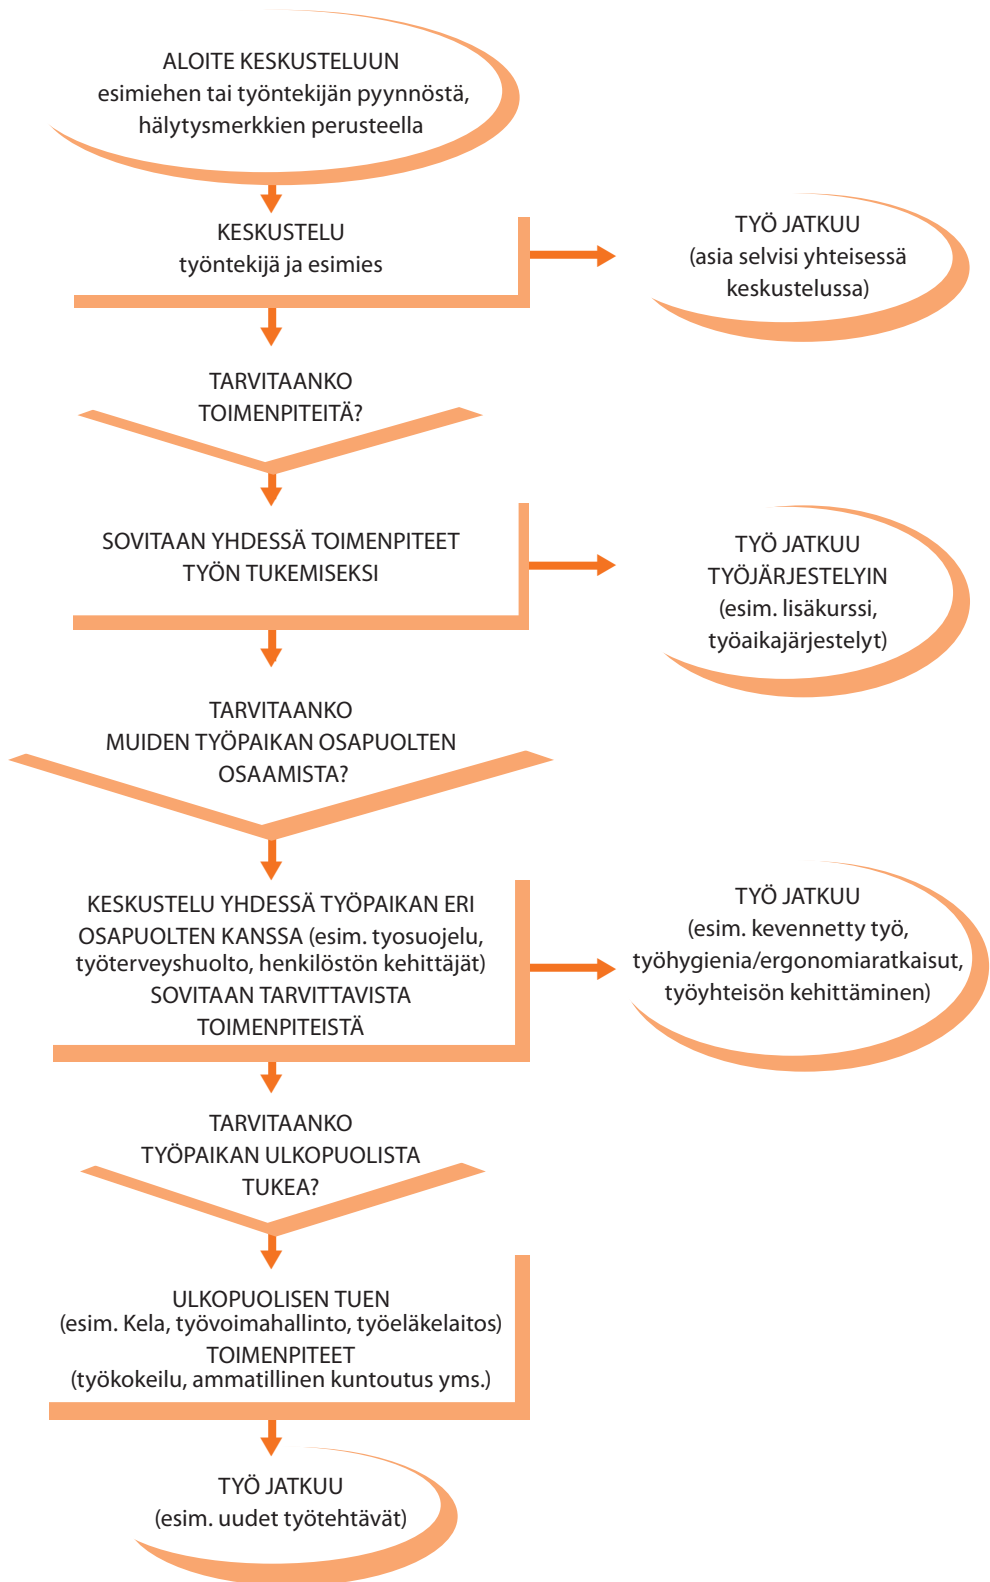 ALOITE KESKUSTELUUN
esimiehen tai työntekijän pyynnöstä,
hälytysmerkkien perusteella
KESKUSTELU
työntekijä ja esimies
TYÖ JATKUU
(asia selvisi yhteisessä
keskustelussa)
TARVITAANKO
TOIMENPITEITÄ?
SOVITAAN YHDESSÄ TOIMENPITEET
TYÖN TUKEMISEKSI
TYÖ JATKUU
TYÖJÄRJESTELYIN
(esim. lisäkurssi,
työaikajärjestelyt)
TARVITAANKO
MUIDEN TYÖPAIKAN OSAPUOLTEN
OSAAMISTA?
KESKUSTELU YHDESSÄ TYÖPAIKAN ERI
OSAPUOLTEN KANSSA (esim. tyosuojelu,
työterveyshuolto, henkilöstön kehittäjät)
SOVITAAN TARVITTAVISTA
TOIMENPITEISTÄ
TYÖ JATKUU
(esim. kevennetty työ,
työhygienia/ergonomiaratkaisut,
työyhteisön kehittäminen)
TARVITAANKO
TYÖPAIKAN ULKOPUOLISTA
TUKEA?
ULKOPUOLISEN TUEN
(esim. Kela, työvoimahallinto, työeläkelaitos)
TOIMENPITEET
(työkokeilu, ammatillinen kuntoutus yms.)
TYÖ JATKUU
(esim. uudet työtehtävät)